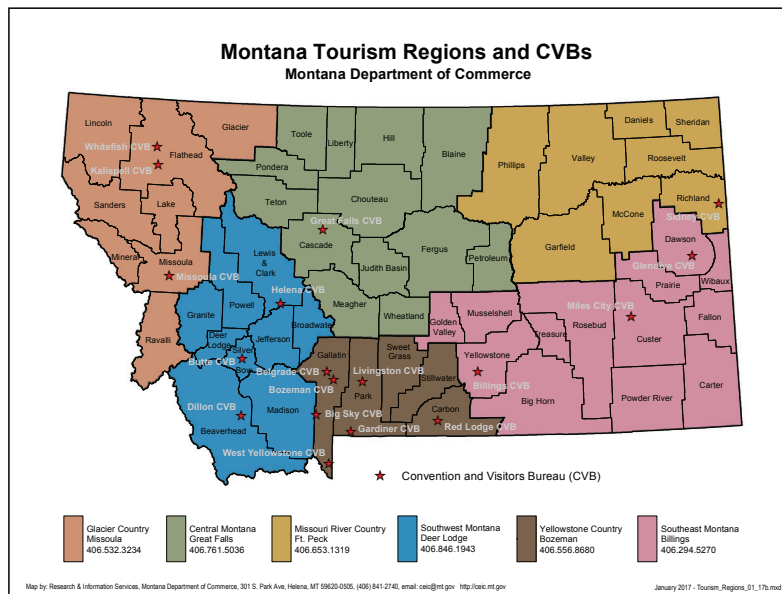 Montana Tourism Regions and CVBs
Montana Department of Commerce
Lincoln
Glacier
Whitefish CVB
Flathead
Kalispell CVB
Sanders
Lake
Mineral
Missoula
Missoula CVB
Ravalli
Toole
Liberty
Hill
Blaine
Pondera
Teton
Chouteau
Great Falls CVB
Cascade
Judith Basin
Fergus
Petroleum
Meagher
Wheatland
Phillips
Valley
Daniels
Sheridan
Roosevelt
Richland
Sidney CVB
McCone
Garfield
Lewis
&
Clark
Powell
Helena CVB
Granite
Broadwater
Jefferson
Deer
Lodge
Silver
Bow
Butte CVB
Dillon CVB
Beaverhead
Madison
Gallatin
Belgrade CVB
Bozeman CVB
Livingston CVB
Park
Sweet
Grass
Stillwater
Carbon
Big Sky CVB
Gardiner CVB
Red Lodge CVB
West Yellowstone CVB
Golden
Valley
Musselshell
Yellowstone
Billings CVB
Treasure
Rosebud
Big Horn
Dawson
Glendive CVB
Prairie
Wibaux
Miles City CVB
Custer
Fallon
Powder River
Carter
Convention and Visitors Bureau (CVB)
Glacier Country
Missoula
406.532.3234
Central Montana
Great Falls
406.761.5036
Missouri River Country
Ft. Peck
406.653.1319
Southwest Montana
Deer Lodge
406.846.1943
Yellowstone Country
Bozeman
406.556.8680
Southeast Montana
Billings
406.294.5270
Map by: Research & Information Services, Montana Department of Commerce, 301 S. Park Ave, Helena, MT 59620-0505, (406) 841-2740, email: ceic@mt.gov http://ceic.mt.gov
January 2017 - Tourism_Regions_01_17b.mxd